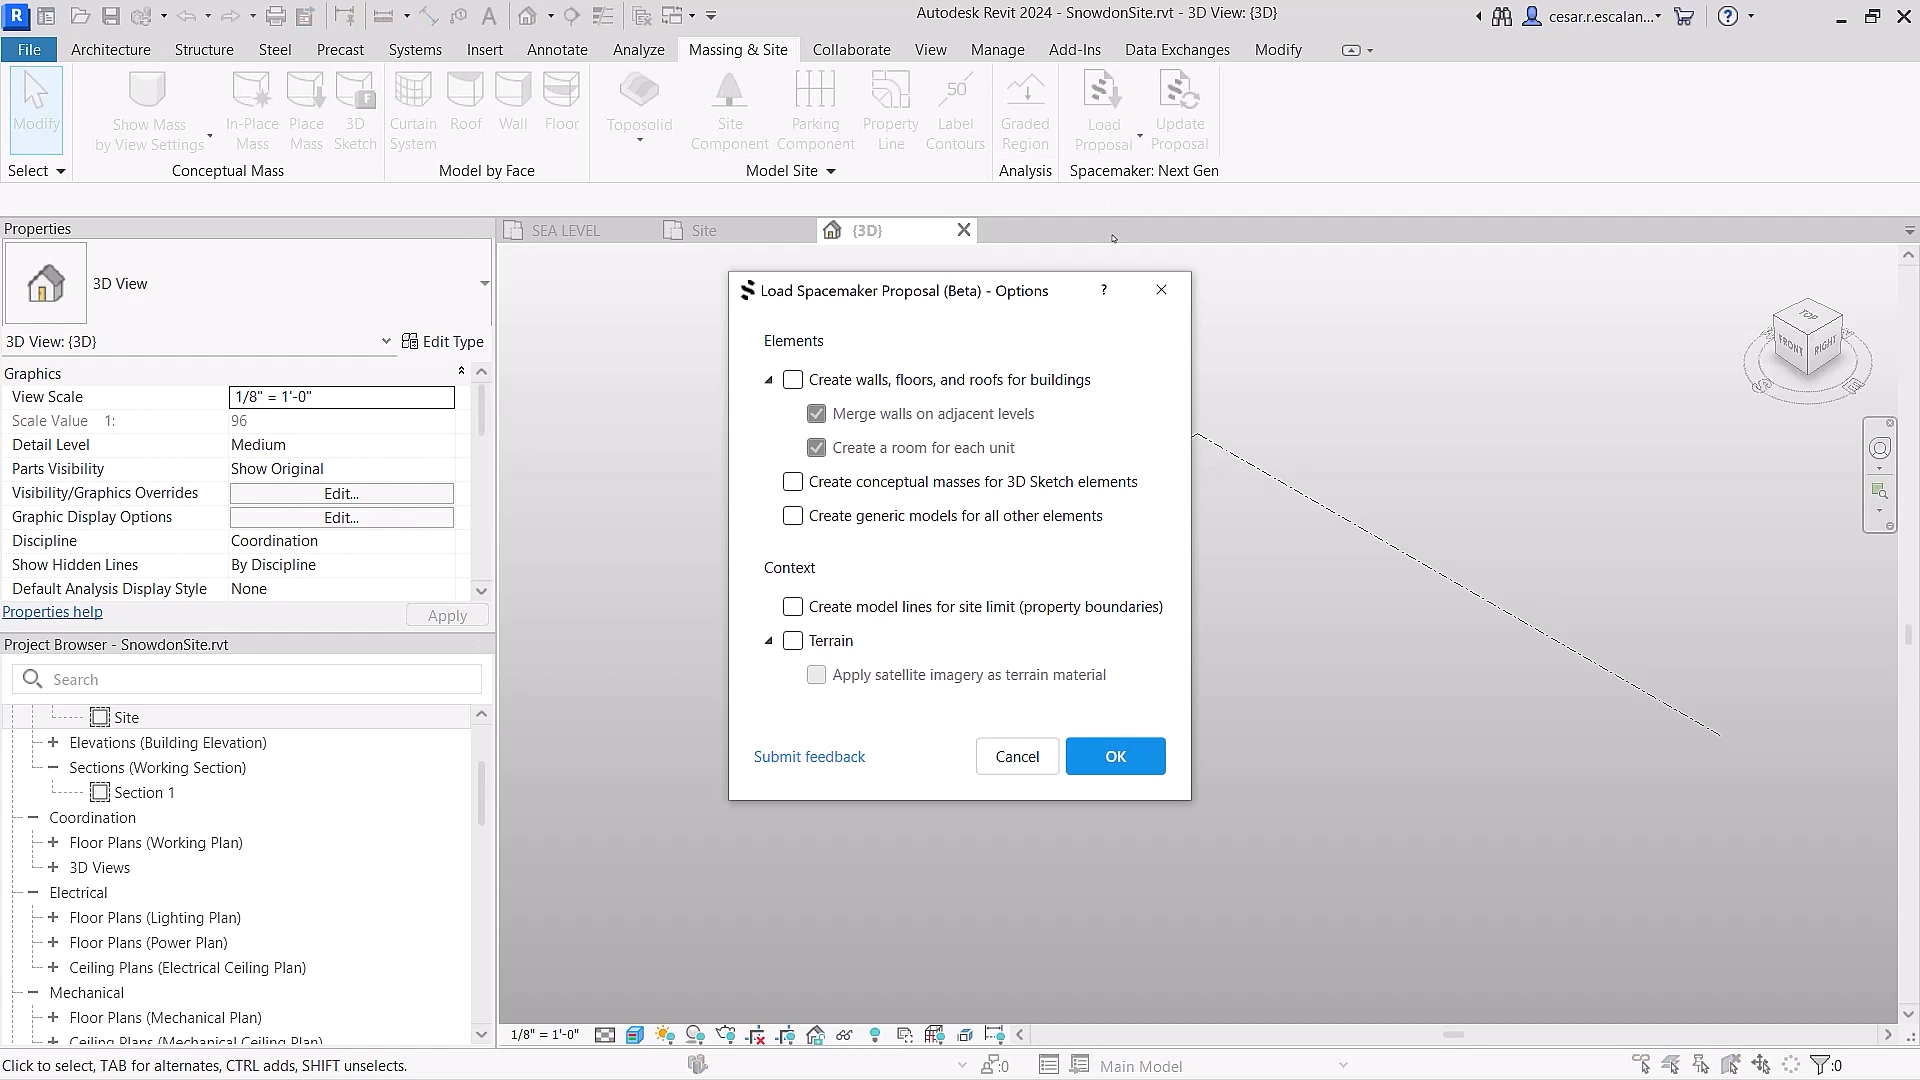 Autodesk Revit 2024 - SnowdonSite.rvt - 3D View: {3D}
cesar.r.escalan...
File Architecture Structure Steel Precast Systems Insert Annotate Analyze Massing & Site Collaborate View Manage Add-Ins Data Exchanges Modify
Modify
Show Mass
by View Settings
In-Place
Mass
Place
Mass
3D
Sketch
Curtain
System
Roof
Wall
Floor
Toposolid
Site
Component
Parking
Component
Property
Line
Label
Contours
Graded
Region
Load
Proposal
Update
Proposal
Select
Conceptual Mass
Model by Face
Model Site
Analysis
Spacemaker: Next Gen
Properties
SEA LEVEL
Site
{3D}
3D View
3D View: {3D}
Edit Type
Graphics
View Scale 1/8" = 1'-0"
Scale Value 1: 96
Detail Level Medium
Parts Visibility Show Original
Visibility/Graphics Overrides Edit...
Graphic Display Options Edit...
Discipline Coordination
Show Hidden Lines By Discipline
Default Analysis Display Style None
Properties help
Apply
Project Browser - SnowdonSite.rvt
Search
Site
Elevations (Building Elevation)
Sections (Working Section)
Section 1
Coordination
Floor Plans (Working Plan)
3D Views
Electrical
Floor Plans (Lighting Plan)
Floor Plans (Power Plan)
Ceiling Plans (Electrical Ceiling Plan)
Mechanical
Floor Plans (Mechanical Plan)
Ceiling Plans (Mechanical Ceiling Plan)
Load Spacemaker Proposal (Beta) - Options
?
Elements
Create walls, floors, and roofs for buildings
Merge walls on adjacent levels
Create a room for each unit
Create conceptual masses for 3D Sketch elements
Create generic models for all other elements
Context
Create model lines for site limit (property boundaries)
Terrain
Apply satellite imagery as terrain material
Submit feedback
Cancel
OK
TOP
FRONT
RIGHT
S
E
1/8" = 1'-0"
Click to select, TAB for alternates, CTRL adds, SHIFT unselects.
:0
Main Model
:0